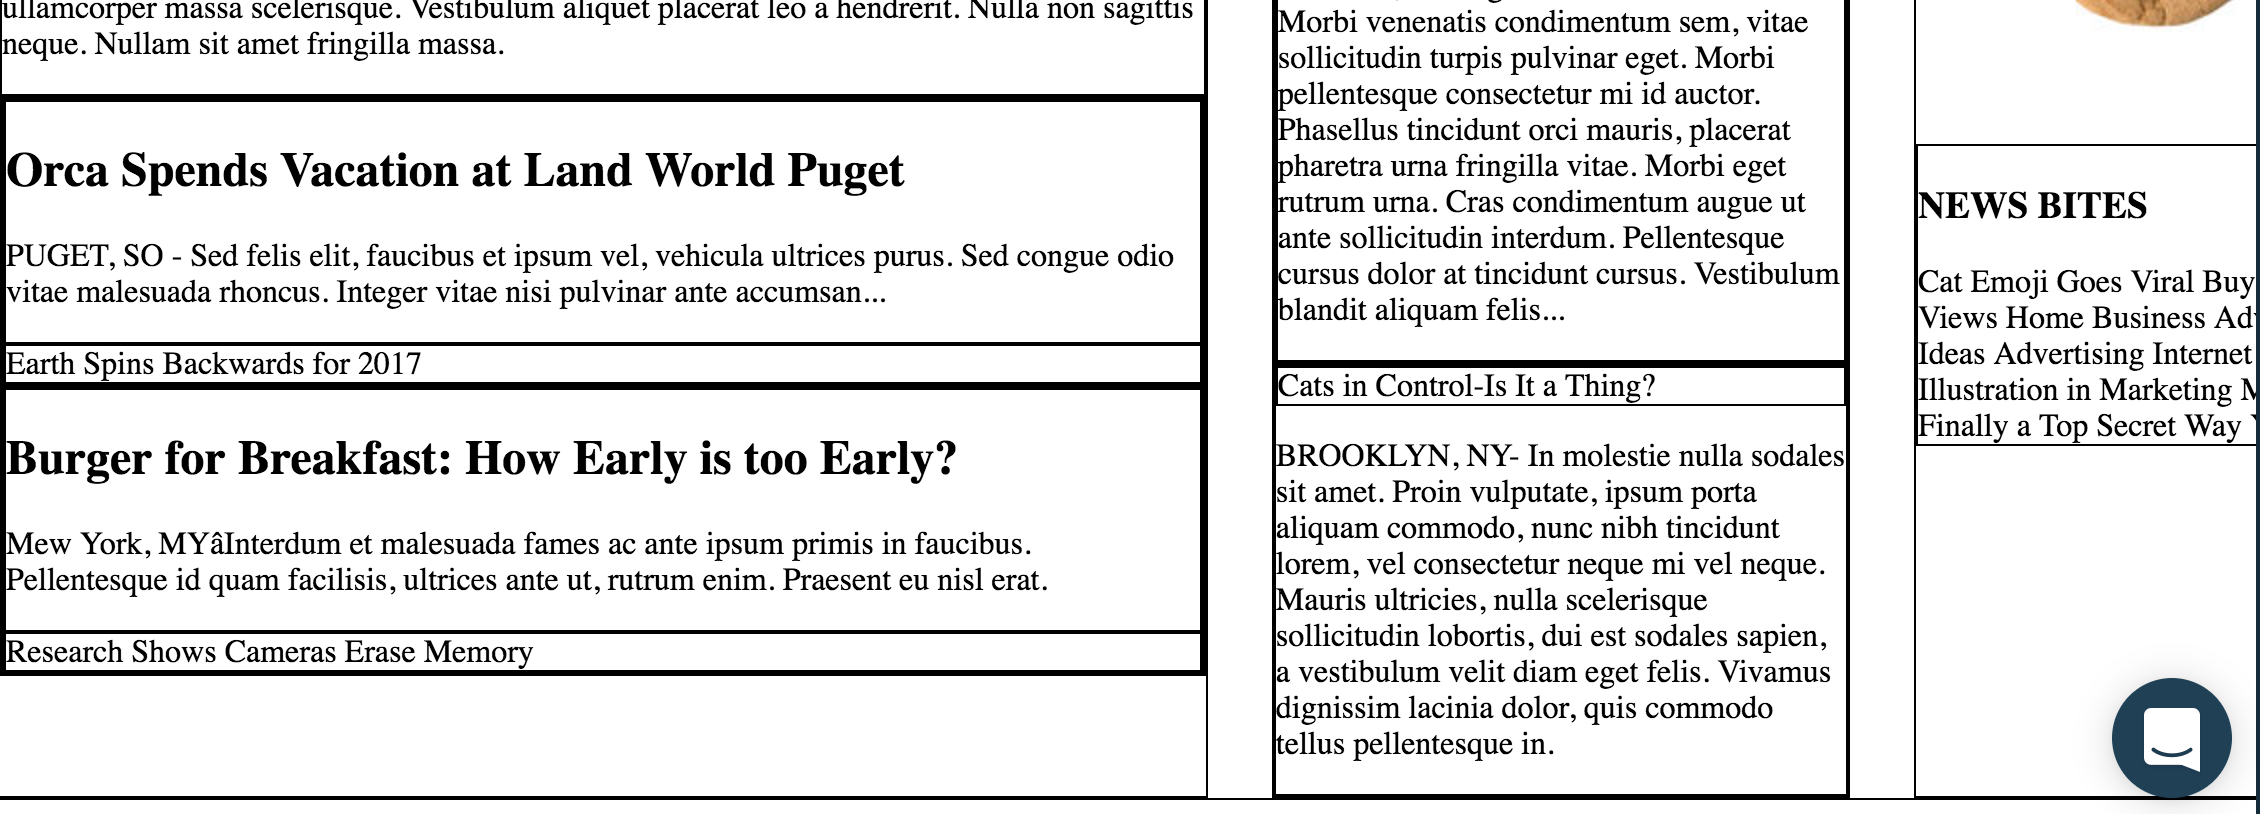 ullamcorper massa scelerisque. Vestibulum aliquet placerat leo a hendrerit. Nulla non sagittis
neque. Nullam sit amet fringilla massa.
Orca Spends Vacation at Land World Puget
PUGET, SO - Sed felis elit, faucibus et ipsum vel, vehicula ultrices purus. Sed congue odio
vitae malesuada rhoncus. Integer vitae nisi pulvinar ante accumsan...
Earth Spins Backwards for 2017
Burger for Breakfast: How Early is too Early?
Mew York, MYâInterdum et malesuada fames ac ante ipsum primis in faucibus.
Pellentesque id quam facilisis, ultrices ante ut, rutrum enim. Praesent eu nisl erat.
Research Shows Cameras Erase Memory
Morbi venenatis condimentum sem, vitae
sollicitudin turpis pulvinar eget. Morbi
pellentesque consectetur mi id auctor.
Phasellus tincidunt orci mauris, placerat
pharetra urna fringilla vitae. Morbi eget
rutrum urna. Cras condimentum augue ut
ante sollicitudin interdum. Pellentesque
cursus dolor at tincidunt cursus. Vestibulum
blandit aliquam felis...
Cats in Control-Is It a Thing?
BROOKLYN, NY- In molestie nulla sodales
sit amet. Proin vulputate, ipsum porta
aliquam commodo, nunc nibh tincidunt
lorem, vel consectetur neque mi vel neque.
Mauris ultricies, nulla scelerisque
sollicitudin lobortis, dui est sodales sapien,
a vestibulum velit diam eget felis. Vivamus
dignissim lacinia dolor, quis commodo
tellus pellentesque in.
NEWS BITES
Cat Emoji Goes Viral Buy
Views Home Business
Ideas Advertising Internet
Illustration in Marketing
Finally a Top Secret Way